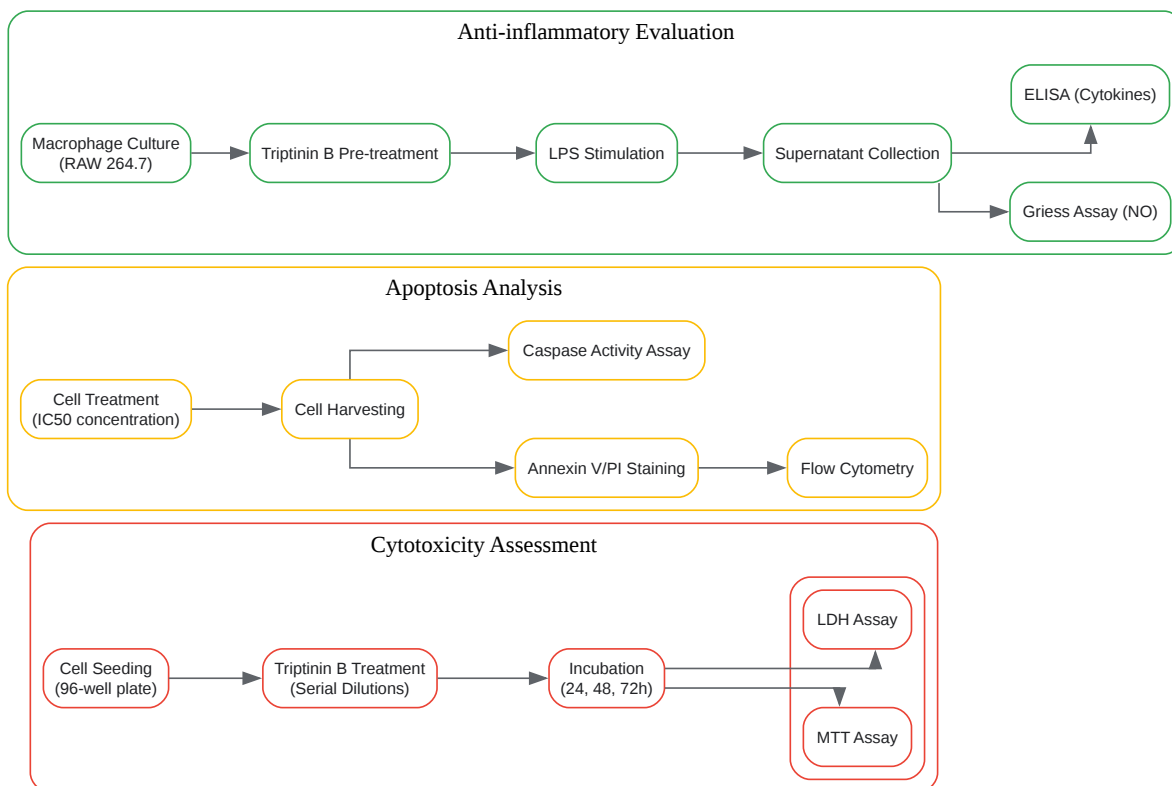 Anti-inflammatory Evaluation
ELISA (Cytokines)
Macrophage Culture
(RAW 264.7)
Triptinin B Pre-treatment
LPS Stimulation
Supernatant Collection
Griess Assay (NO)
Apoptosis Analysis
Caspase Activity Assay
Cell Treatment
(IC50 concentration)
Cell Harvesting
Annexin V/PI Staining
Flow Cytometry
Cytotoxicity Assessment
LDH Assay
Cell Seeding
(96-well plate)
Triptinin B Treatment
(Serial Dilutions)
Incubation
(24, 48, 72h)
MTT Assay